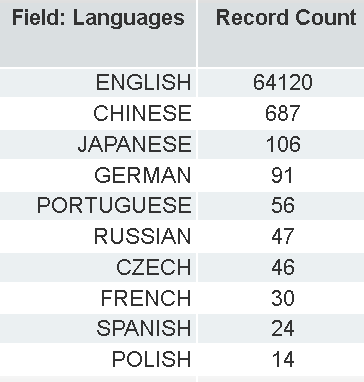 Field: Languages Record Count
ENGLISH 64120
CHINESE 687
JAPANESE 106
GERMAN 91
PORTUGUESE 56
RUSSIAN 47
CZECH 46
FRENCH 30
SPANISH 24
POLISH 14